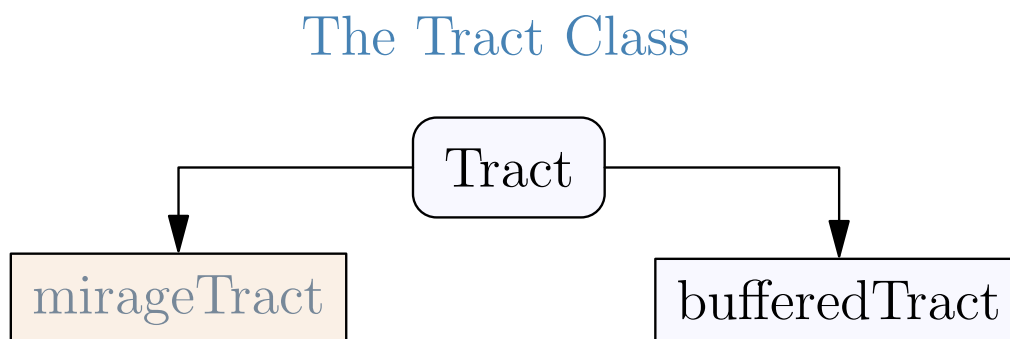 The Tract Class
Tract
mirageTract
bufferedTract